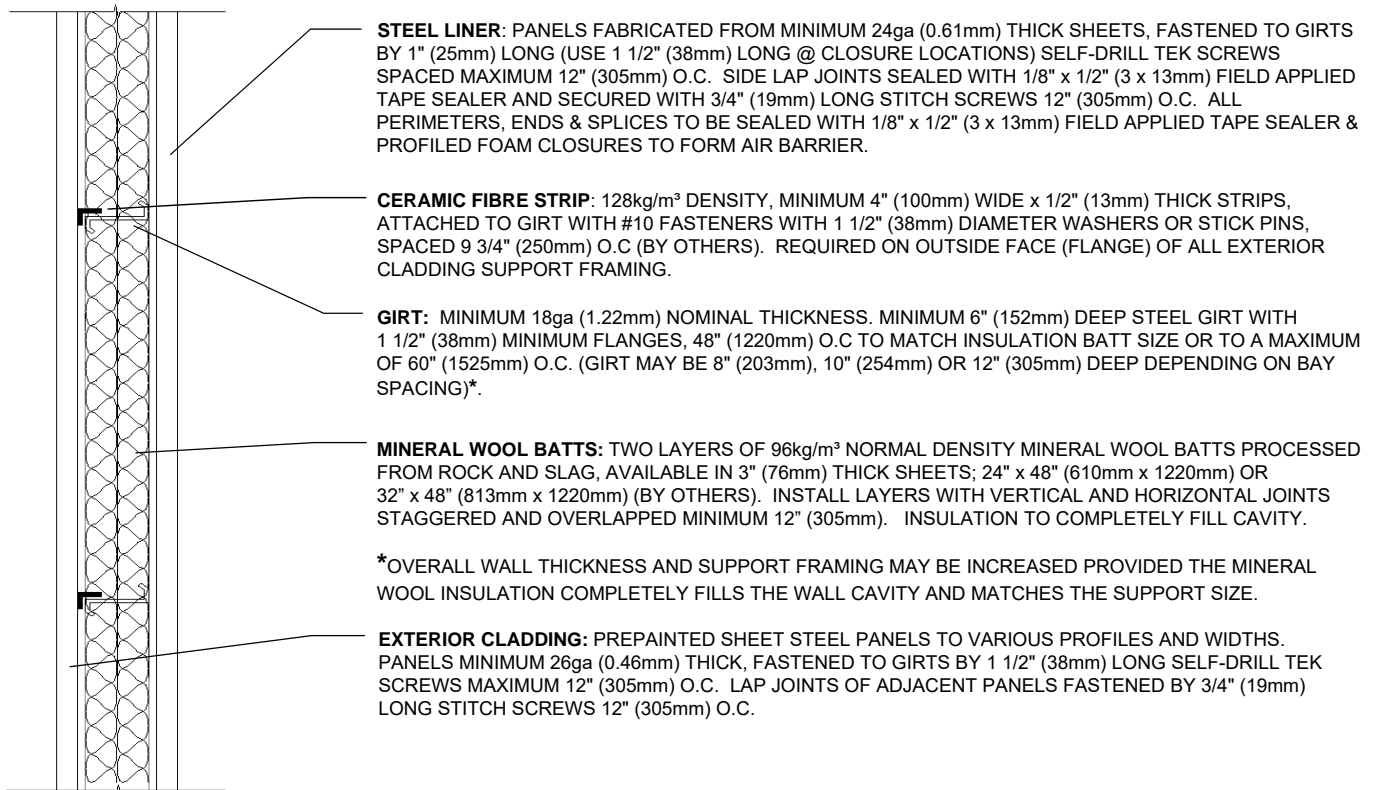 STEEL LINER: PANELS FABRICATED FROM MINIMUM 24ga (0.61mm) THICK SHEETS, FASTENED TO GIRTS
BY 1" (25mm) LONG (USE 1 1/2" (38mm) LONG @ CLOSURE LOCATIONS) SELF-DRILL TEK SCREWS
SPACED MAXIMUM 12" (305mm) O.C. SIDE LAP JOINTS SEALED WITH 1/8" x 1/2" (3 x 13mm) FIELD APPLIED
TAPE SEALER AND SECURED WITH 3/4" (19mm) LONG STITCH SCREWS 12" (305mm) O.C. ALL
PERIMETERS, ENDS & SPLICES TO BE SEALED WITH 1/8" x 1/2" (3 x 13mm) FIELD APPLIED TAPE SEALER &
PROFILED FOAM CLOSURES TO FORM AIR BARRIER.
CERAMIC FIBRE STRIP: 128kg/m³ DENSITY, MINIMUM 4" (100mm) WIDE x 1/2" (13mm) THICK STRIPS,
ATTACHED TO GIRT WITH #10 FASTENERS WITH 1 1/2" (38mm) DIAMETER WASHERS OR STICK PINS,
SPACED 9 3/4" (250mm) O.C (BY OTHERS). REQUIRED ON OUTSIDE FACE (FLANGE) OF ALL EXTERIOR
CLADDING SUPPORT FRAMING.
GIRT: MINIMUM 18ga (1.22mm) NOMINAL THICKNESS. MINIMUM 6" (152mm) DEEP STEEL GIRT WITH
1 1/2" (38mm) MINIMUM FLANGES, 48" (1220mm) O.C TO MATCH INSULATION BATT SIZE OR TO A MAXIMUM
OF 60" (1525mm) O.C. (GIRT MAY BE 8" (203mm), 10" (254mm) OR 12" (305mm) DEEP DEPENDING ON BAY
SPACING)*.
MINERAL WOOL BATTS: TWO LAYERS OF 96kg/m³ NORMAL DENSITY MINERAL WOOL BATTS PROCESSED
FROM ROCK AND SLAG, AVAILABLE IN 3" (76mm) THICK SHEETS; 24" x 48" (610mm x 1220mm) OR
32” x 48” (813mm x 1220mm) (BY OTHERS). INSTALL LAYERS WITH VERTICAL AND HORIZONTAL JOINTS
STAGGERED AND OVERLAPPED MINIMUM 12” (305mm). INSULATION TO COMPLETELY FILL CAVITY.
*OVERALL WALL THICKNESS AND SUPPORT FRAMING MAY BE INCREASED PROVIDED THE MINERAL
WOOL INSULATION COMPLETELY FILLS THE WALL CAVITY AND MATCHES THE SUPPORT SIZE.
EXTERIOR CLADDING: PREPAINTED SHEET STEEL PANELS TO VARIOUS PROFILES AND WIDTHS.
PANELS MINIMUM 26ga (0.46mm) THICK, FASTENED TO GIRTS BY 1 1/2" (38mm) LONG SELF-DRILL TEK
SCREWS MAXIMUM 12" (305mm) O.C. LAP JOINTS OF ADJACENT PANELS FASTENED BY 3/4" (19mm)
LONG STITCH SCREWS 12" (305mm) O.C.